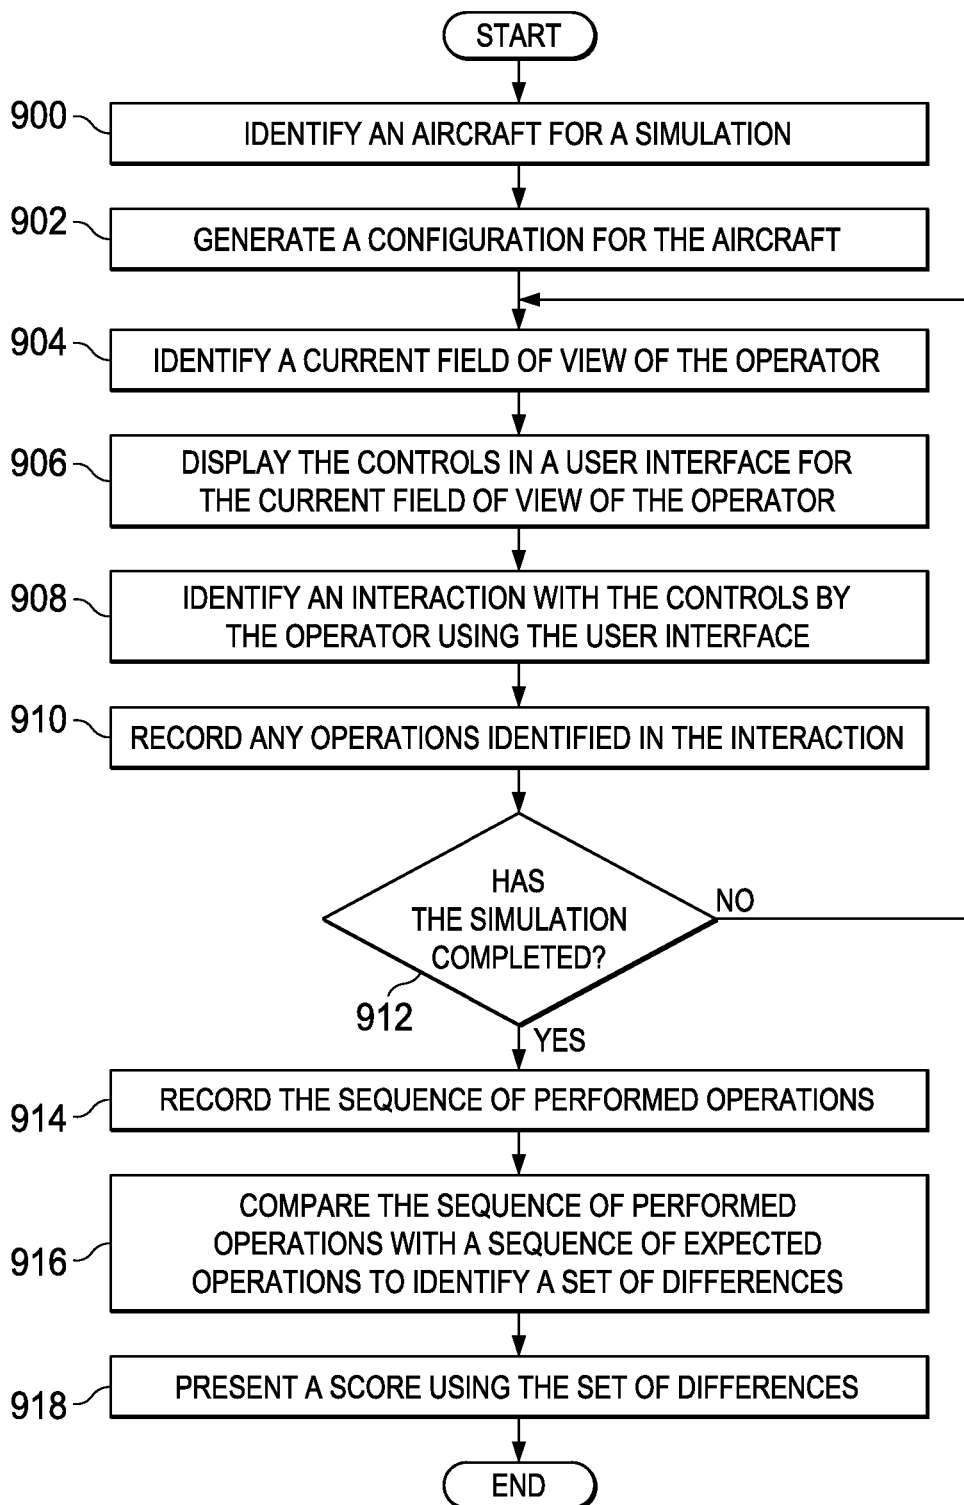 START
900
IDENTIFY AN AIRCRAFT FOR A SIMULATION
902
GENERATE A CONFIGURATION FOR THE AIRCRAFT
904
IDENTIFY A CURRENT FIELD OF VIEW OF THE OPERATOR
906
DISPLAY THE CONTROLS IN A USER INTERFACE FOR
THE CURRENT FIELD OF VIEW OF THE OPERATOR
908
IDENTIFY AN INTERACTION WITH THE CONTROLS BY
THE OPERATOR USING THE USER INTERFACE
910
RECORD ANY OPERATIONS IDENTIFIED IN THE INTERACTION
HAS
THE SIMULATION
COMPLETED?
NO
912
YES
914
RECORD THE SEQUENCE OF PERFORMED OPERATIONS
916
COMPARE THE SEQUENCE OF PERFORMED
OPERATIONS WITH A SEQUENCE OF EXPECTED
OPERATIONS TO IDENTIFY A SET OF DIFFERENCES
918
PRESENT A SCORE USING THE SET OF DIFFERENCES
END